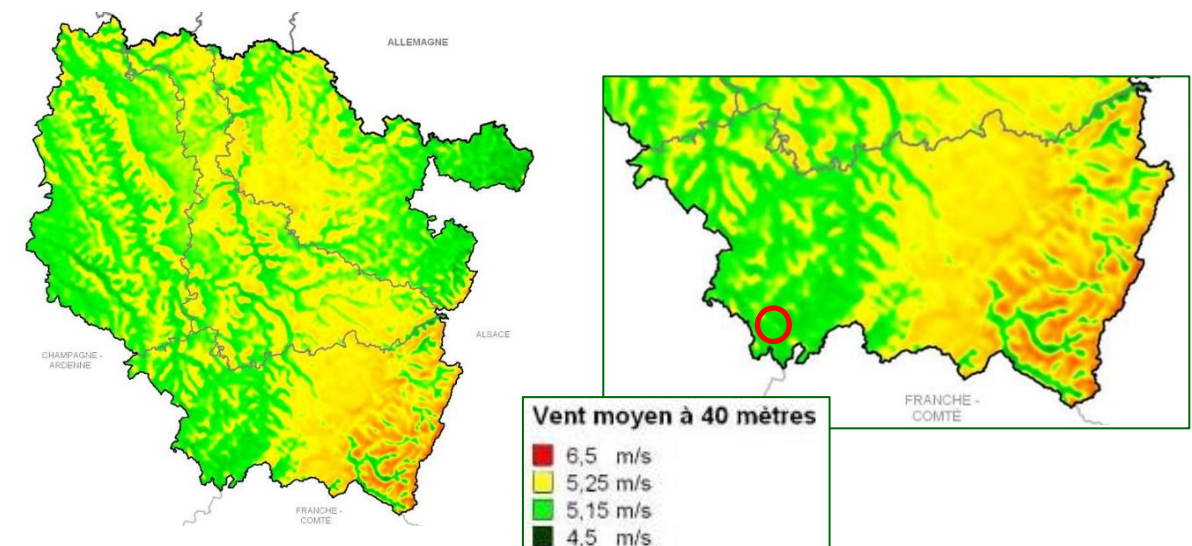 ALLEMAGNE
ALSACE
CHAMPAGNE -
ARDENNE
FRANCHE -
COMTÉ
FRANCHE -
COMTÉ
Vent moyen à 40 mètres
6,5 m/s
5,25 m/s
5,15 m/s
4,5 m/s